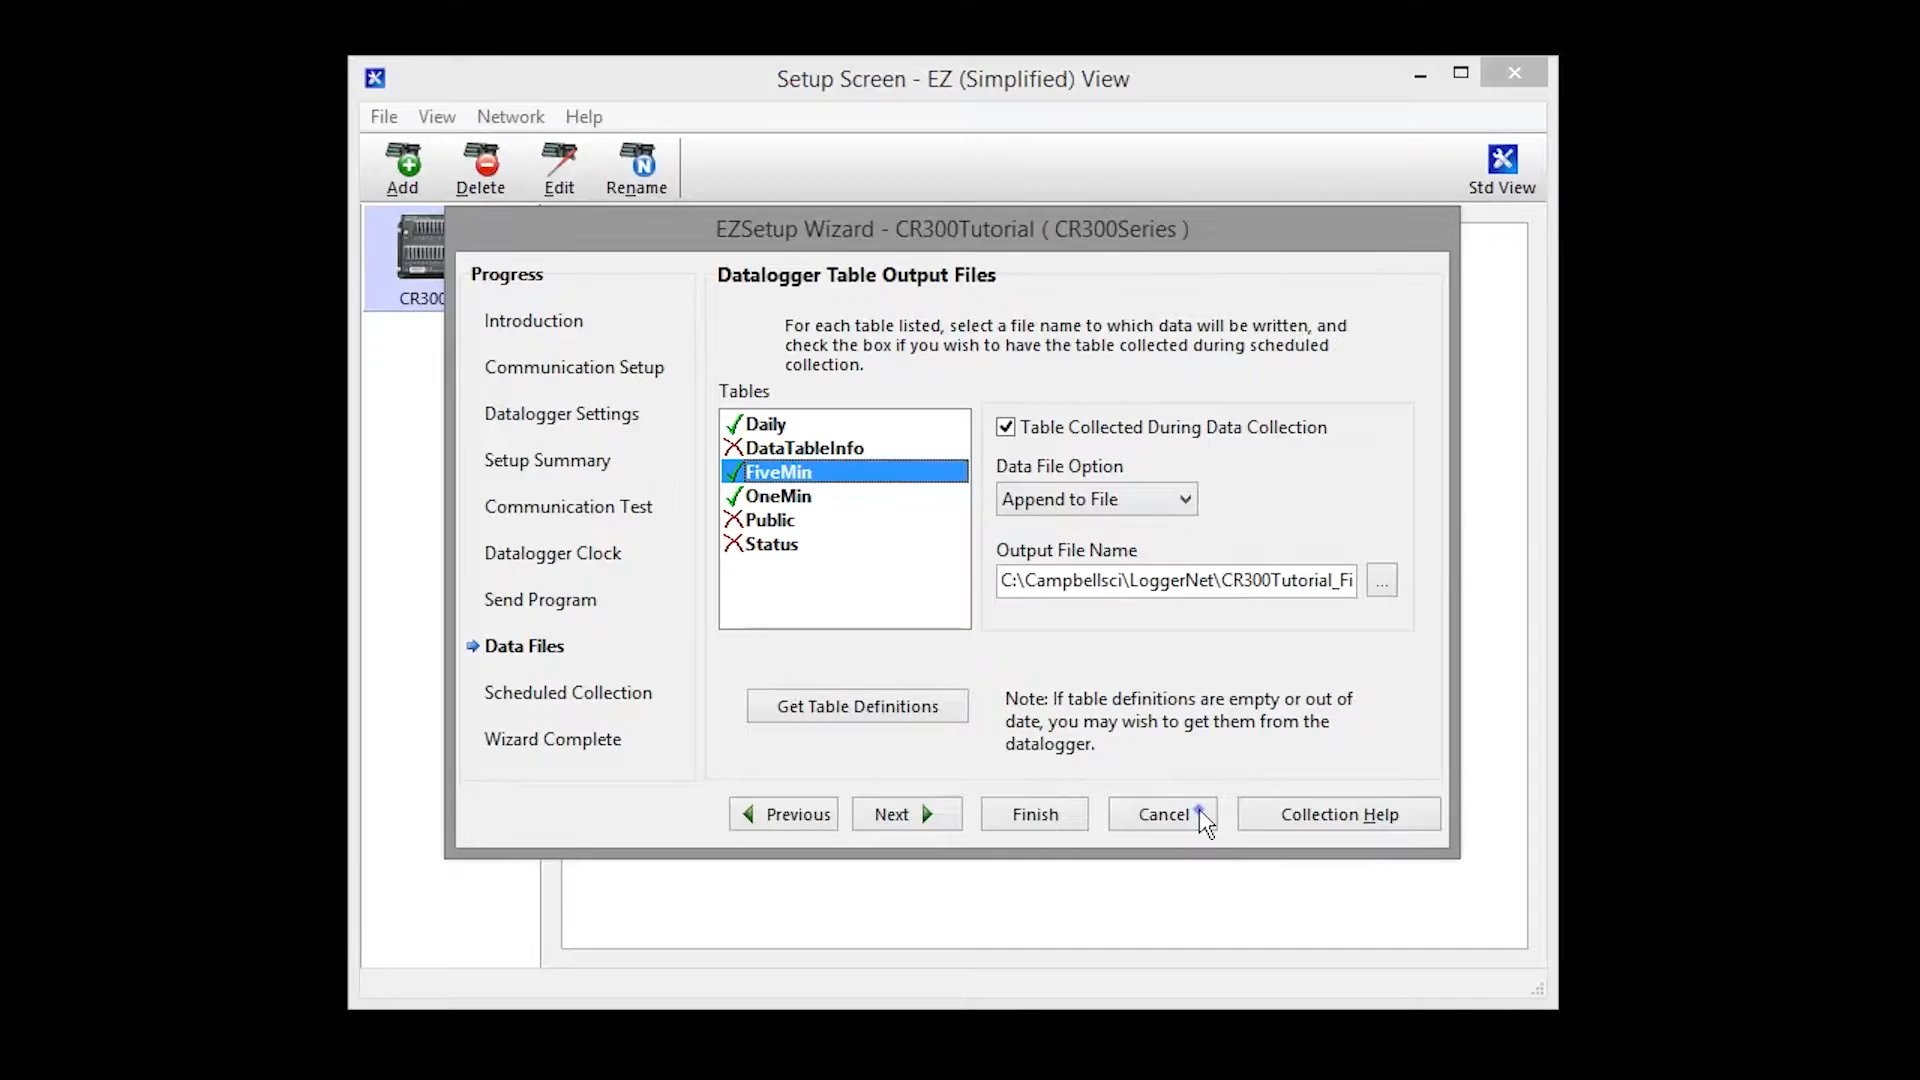 Setup Screen - EZ (Simplified) View
File View Network Help
Add Delete Edit Rename Std View
CR300
EZSetup Wizard - CR300Tutorial ( CR300Series )
Progress
Introduction
Communication Setup
Datalogger Settings
Setup Summary
Communication Test
Datalogger Clock
Send Program
Data Files
Scheduled Collection
Wizard Complete
Datalogger Table Output Files
For each table listed, select a file name to which data will be written, and
check the box if you wish to have the table collected during scheduled
collection.
Tables
Daily
DataTableInfo
FiveMin
OneMin
Public
Status
Table Collected During Data Collection
Data File Option
Append to File
Output File Name
C:\Campbellsci\LoggerNet\CR300Tutorial_Fi
...
Get Table Definitions
Note: If table definitions are empty or out of
date, you may wish to get them from the
datalogger.
Previous Next Finish Cancel Collection Help